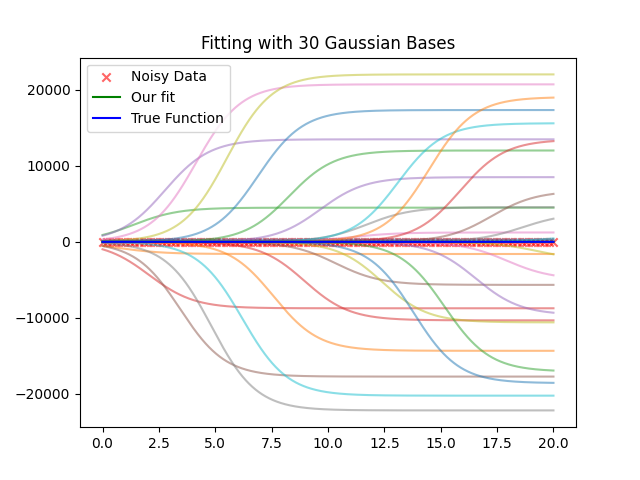 Fitting with 30 Gaussian Bases
Noisy Data
Our fit
True Function
20000
10000
0
−10000
−20000
0.0 2.5 5.0 7.5 10.0 12.5 15.0 17.5 20.0